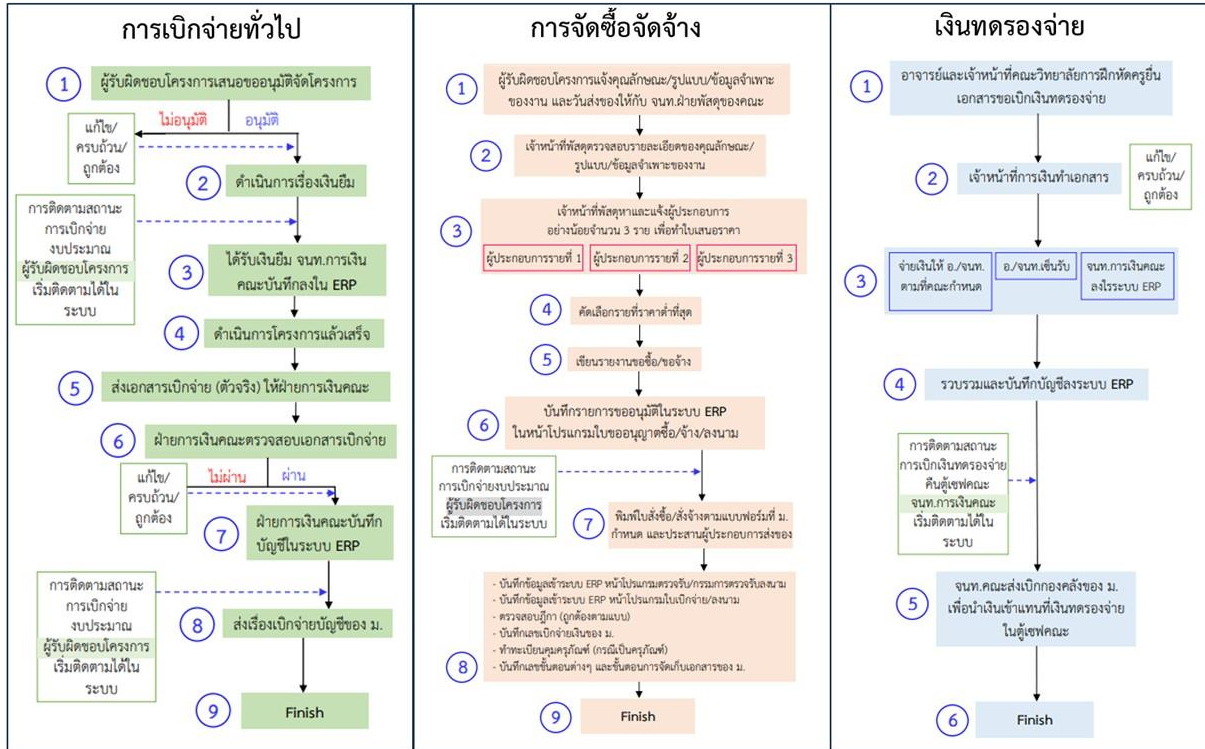 การเบิกจ่ายทั่วไป
1
ผู้รับผิดชอบโครงการเสนอขออนุมัติจัดโครงการ
ไม่อนุมัติ
อนุมัติ
แก้ไข/
ครบถ้วน/
ถูกต้อง
2
ดำเนินการเรื่องเงินยืม
การติดตามสถานะ
การเบิกจ่าย
งบประมาณ
ผู้รับผิดชอบโครงการ
เริ่มติดตามได้ใน
ระบบ
3
ได้รับเงินยืม จนท.การเงิน
คณะบันทึกลงใน ERP
4
ดำเนินการโครงการแล้วเสร็จ
5
ส่งเอกสารเบิกจ่าย (ตัวจริง) ให้ฝ่ายการเงินคณะ
6
ฝ่ายการเงินคณะตรวจสอบเอกสารเบิกจ่าย
ไม่ผ่าน
ผ่าน
แก้ไข/
ครบถ้วน/
ถูกต้อง
7
ฝ่ายการเงินคณะบันทึก
บัญชีในระบบ ERP
การติดตามสถานะ
การเบิกจ่าย
งบประมาณ
ผู้รับผิดชอบโครงการ
เริ่มติดตามได้ใน
ระบบ
8
ส่งเรื่องเบิกจ่ายบัญชีของ ม.
9
Finish
การจัดซื้อจัดจ้าง
1
ผู้รับผิดชอบโครงการแจ้งคุณลักษณะ/รูปแบบ/ข้อมูลจำเพาะ
ของงาน และวันส่งของให้กับ จนท.ฝ่ายพัสดุของคณะ
2
เจ้าหน้าที่พัสดุตรวจสอบรายละเอียดของคุณลักษณะ/
รูปแบบ/ข้อมูลจำเพาะของงาน
3
เจ้าหน้าที่พัสดุหาและแจ้งผู้ประกอบการ
อย่างน้อยจำนวน 3 ราย เพื่อทำใบเสนอราคา
ผู้ประกอบการรายที่ 1
ผู้ประกอบการรายที่ 2
ผู้ประกอบการรายที่ 3
4
คัดเลือกรายที่ราคาต่ำที่สุด
5
เขียนรายงานขอซื้อ/ขอจ้าง
6
บันทึกรายการขออนุมัติในระบบ ERP
ในหน้าโปรแกรมใบขออนุญาตซื้อ/จ้าง/ลงนาม
การติดตามสถานะ
การเบิกจ่ายงบประมาณ
ผู้รับผิดชอบโครงการ
เริ่มติดตามได้ในระบบ
7
พิมพ์ใบสั่งซื้อ/สั่งจ้างตามแบบฟอร์มที่ ม.
กำหนด และประสานผู้ประกอบการส่งของ
8
- บันทึกข้อมูลเข้าระบบ ERP หน้าโปรแกรมตรวจรับ/กรรมการตรวจรับลงนาม
- บันทึกข้อมูลเข้าระบบ ERP หน้าโปรแกรมใบเบิกจ่าย/ลงนาม
- ตรวจสอบฎีกา (ถูกต้องตามแบบ)
- บันทึกเลขเบิกจ่ายเงินของ ม.
- ทำทะเบียนคุมครุภัณฑ์ (กรณีเป็นครุภัณฑ์)
- บันทึกเลขขั้นตอนต่างๆ และขั้นตอนการจัดเก็บเอกสารของ ม.
9
Finish
เงินทดรองจ่าย
1
อาจารย์และเจ้าหน้าที่คณะวิทยาลัยการฝึกหัดครูยื่น
เอกสารขอเบิกเงินทดรองจ่าย
2
เจ้าหน้าที่การเงินทำเอกสาร
แก้ไข/
ครบถ้วน/
ถูกต้อง
3
จ่ายเงินให้ อ./จนท.
ตามที่คณะกำหนด
อ./จนท.เซ็นรับ
จนท.การเงินคณะ
ลงใรระบบ ERP
4
รวบรวมและบันทึกบัญชีลงระบบ ERP
การติดตามสถานะ
การเบิกเงินทดรองจ่าย
คืนตู้เซฟคณะ
จนท.การเงินคณะ
เริ่มติดตามได้ใน
ระบบ
5
จนท.คณะส่งเบิกกองคลังของ ม.
เพื่อนำเงินเข้าแทนที่เงินทดรองจ่าย
ในตู้เซฟคณะ
6
Finish